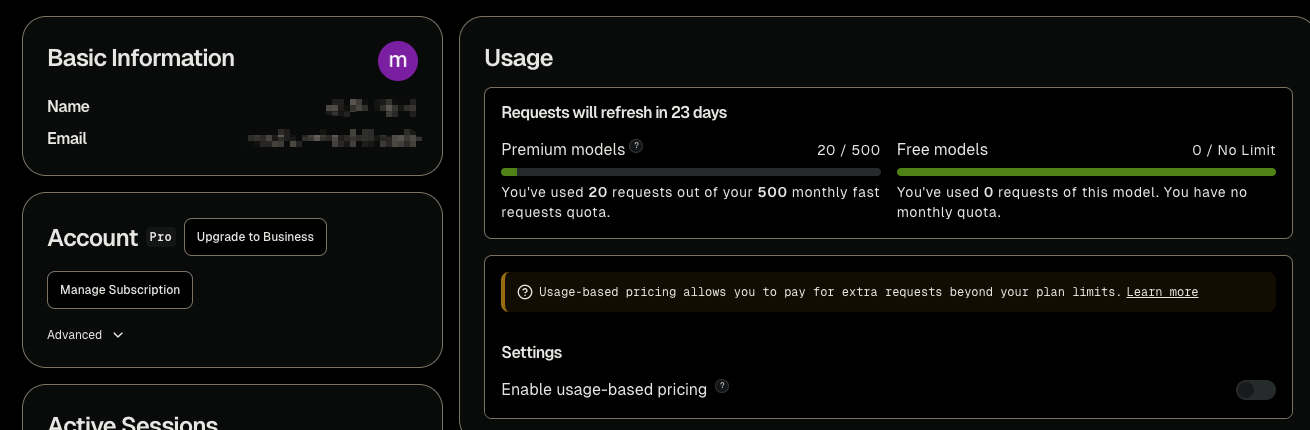 Basic Information
m
Name
Email
Account Pro Upgrade to Business
Manage Subscription
Advanced
Active Sessions
Usage
Requests will refresh in 23 days
Premium models ? 20 / 500
You've used 20 requests out of your 500 monthly fast
requests quota.
Free models 0 / No Limit
You've used 0 requests of this model. You have no
monthly quota.
? Usage-based pricing allows you to pay for extra requests beyond your plan limits. Learn more
Settings
Enable usage-based pricing ?